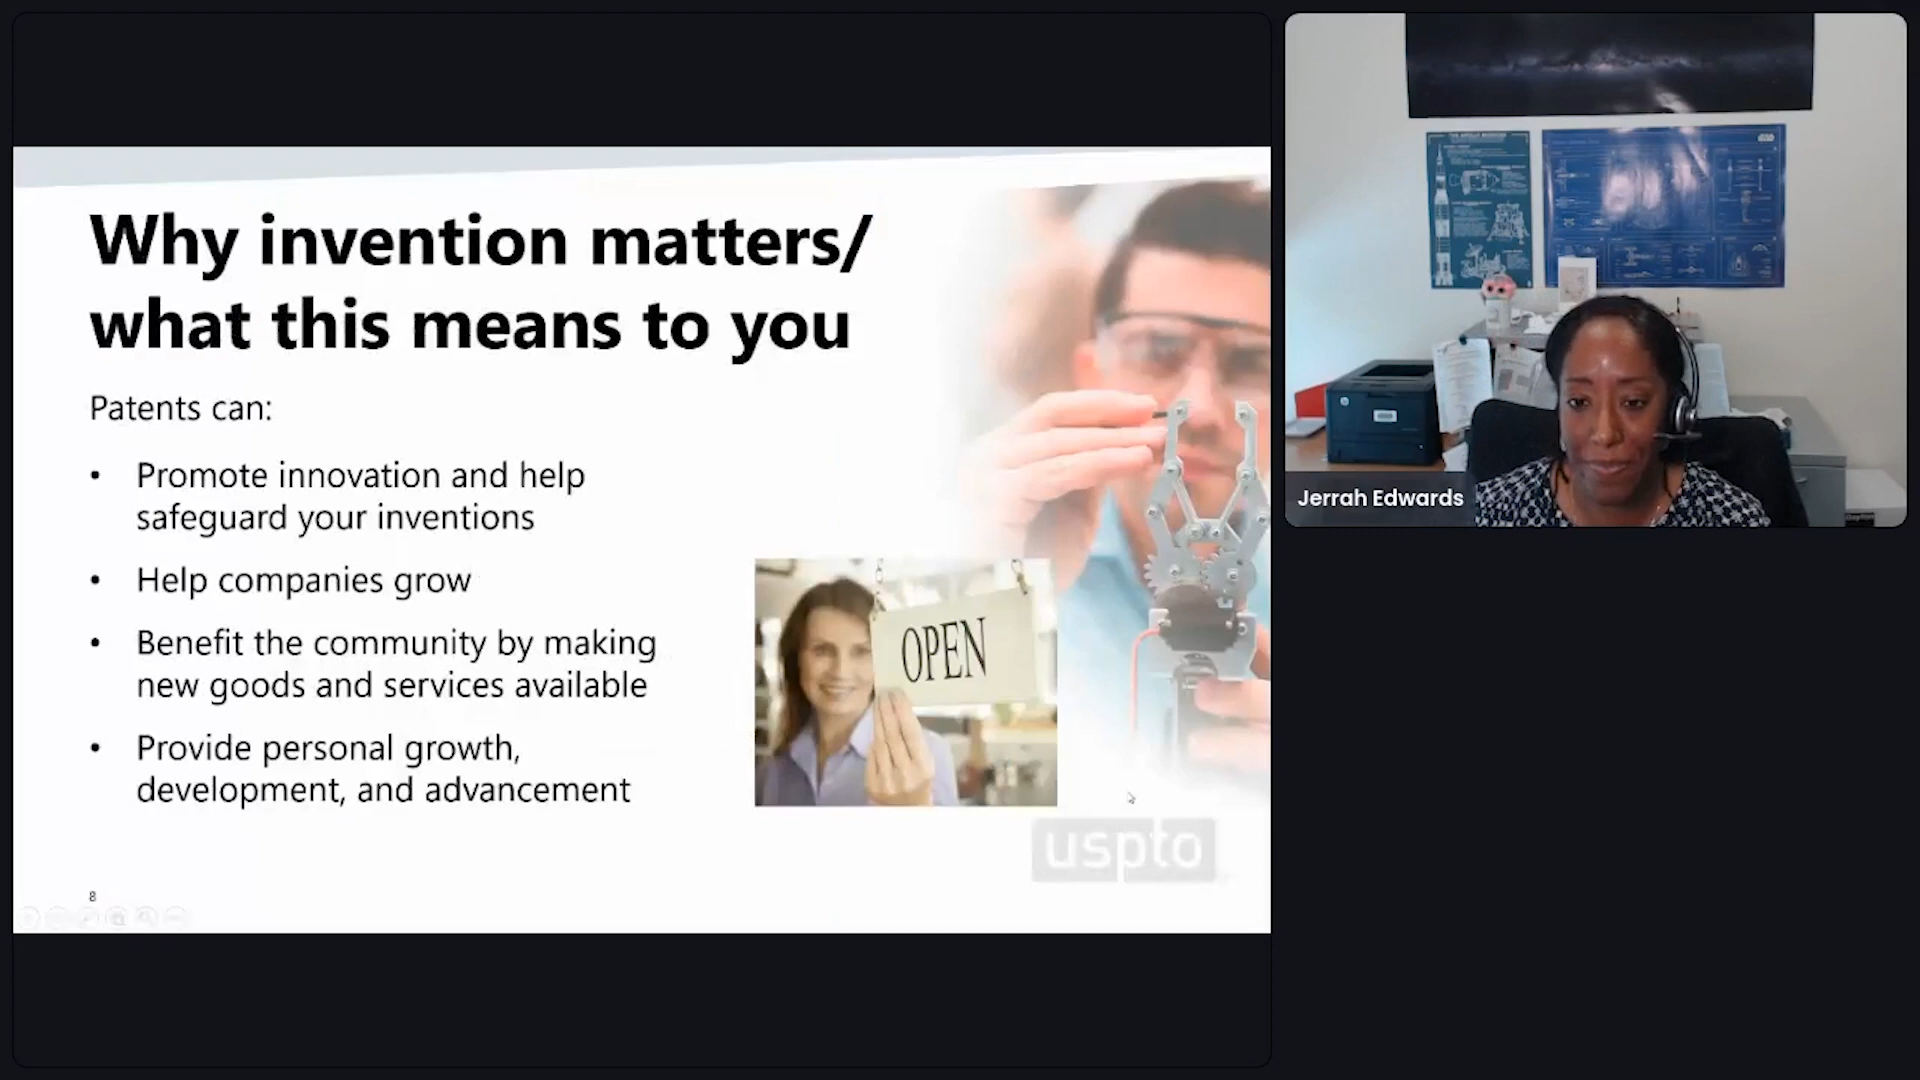 Why invention matters/
what this means to you
Patents can:
• Promote innovation and help
safeguard your inventions
• Help companies grow
• Benefit the community by making
new goods and services available
• Provide personal growth,
development, and advancement
OPEN
uspto
8
Jerrah Edwards